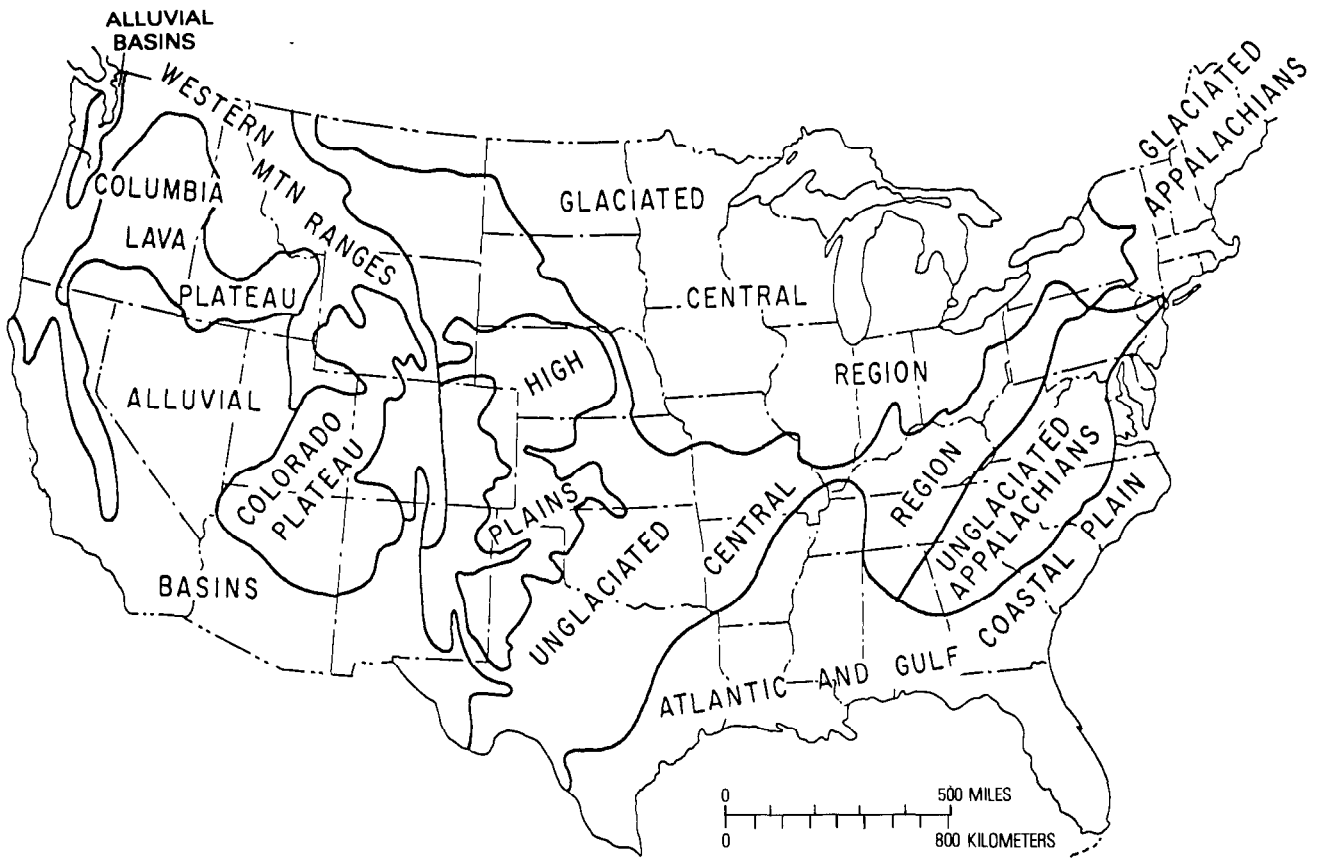 ALLUVIAL
BASINS
WESTERN
MTN
RANGES
COLUMBIA
LAVA
PLATEAU
ALLUVIAL
BASINS
COLORADO
PLATEAU
HIGH
PLAINS
GLACIATED
CENTRAL
REGION
UNGLACIATED
CENTRAL
REGION
GLACIATED
APPALACHIANS
UNGLACIATED
APPALACHIANS
ATLANTIC AND GULF COASTAL PLAIN
0 500 MILES
0 800 KILOMETERS